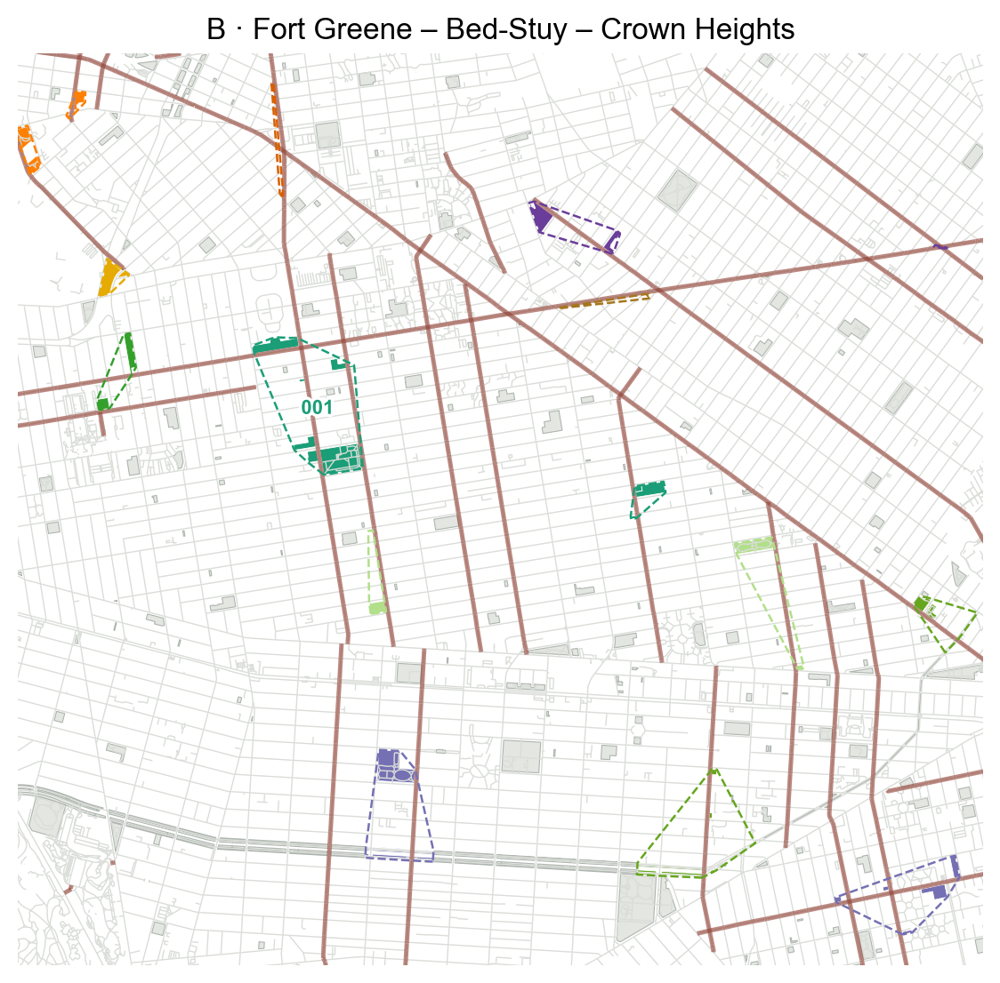 B · Fort Greene – Bed-Stuy – Crown Heights
001